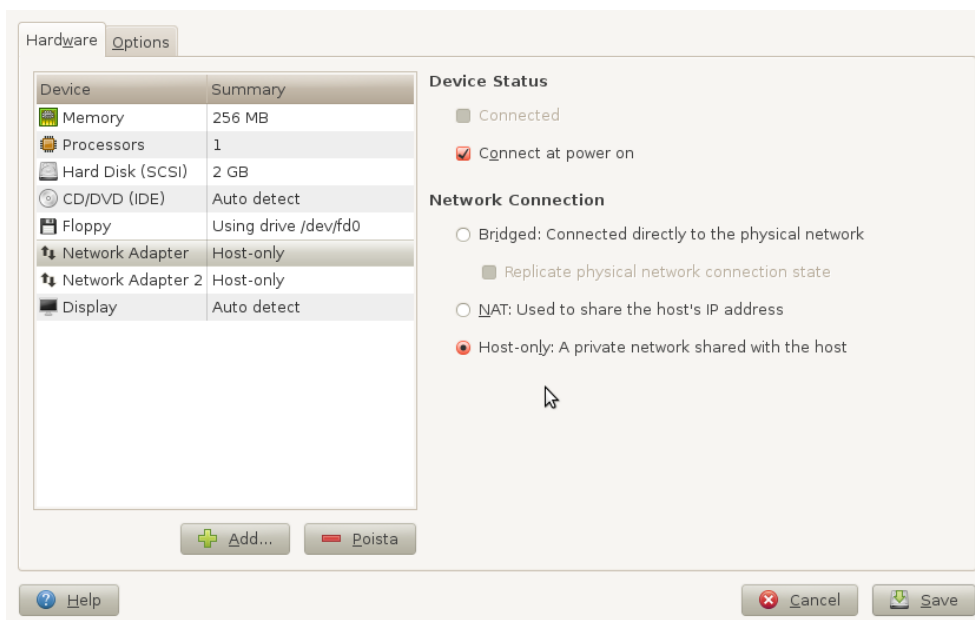 Hardware Options
Device Summary
Memory 256 MB
Processors 1
Hard Disk (SCSI) 2 GB
CD/DVD (IDE) Auto detect
Floppy Using drive /dev/fd0
Network Adapter Host-only
Network Adapter 2 Host-only
Display Auto detect
Add... Poista
Device Status
Connected
Connect at power on
Network Connection
Bridged: Connected directly to the physical network
Replicate physical network connection state
NAT: Used to share the host's IP address
Host-only: A private network shared with the host
Help Cancel Save